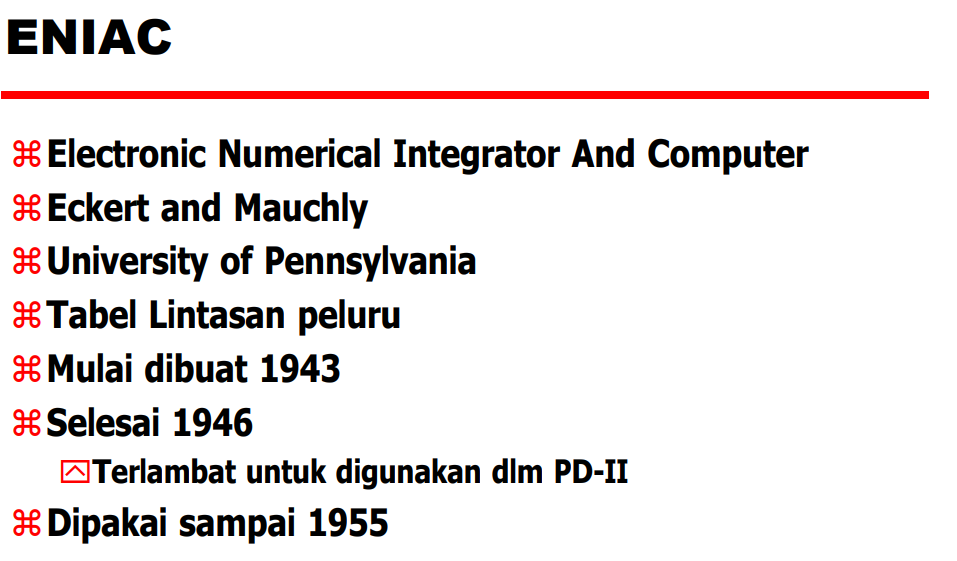 ENIAC
Electronic Numerical Integrator And Computer
Eckert and Mauchly
University of Pennsylvania
Tabel Lintasan peluru
Mulai dibuat 1943
Selesai 1946
Terlambat untuk digunakan dlm PD-II
Dipakai sampai 1955